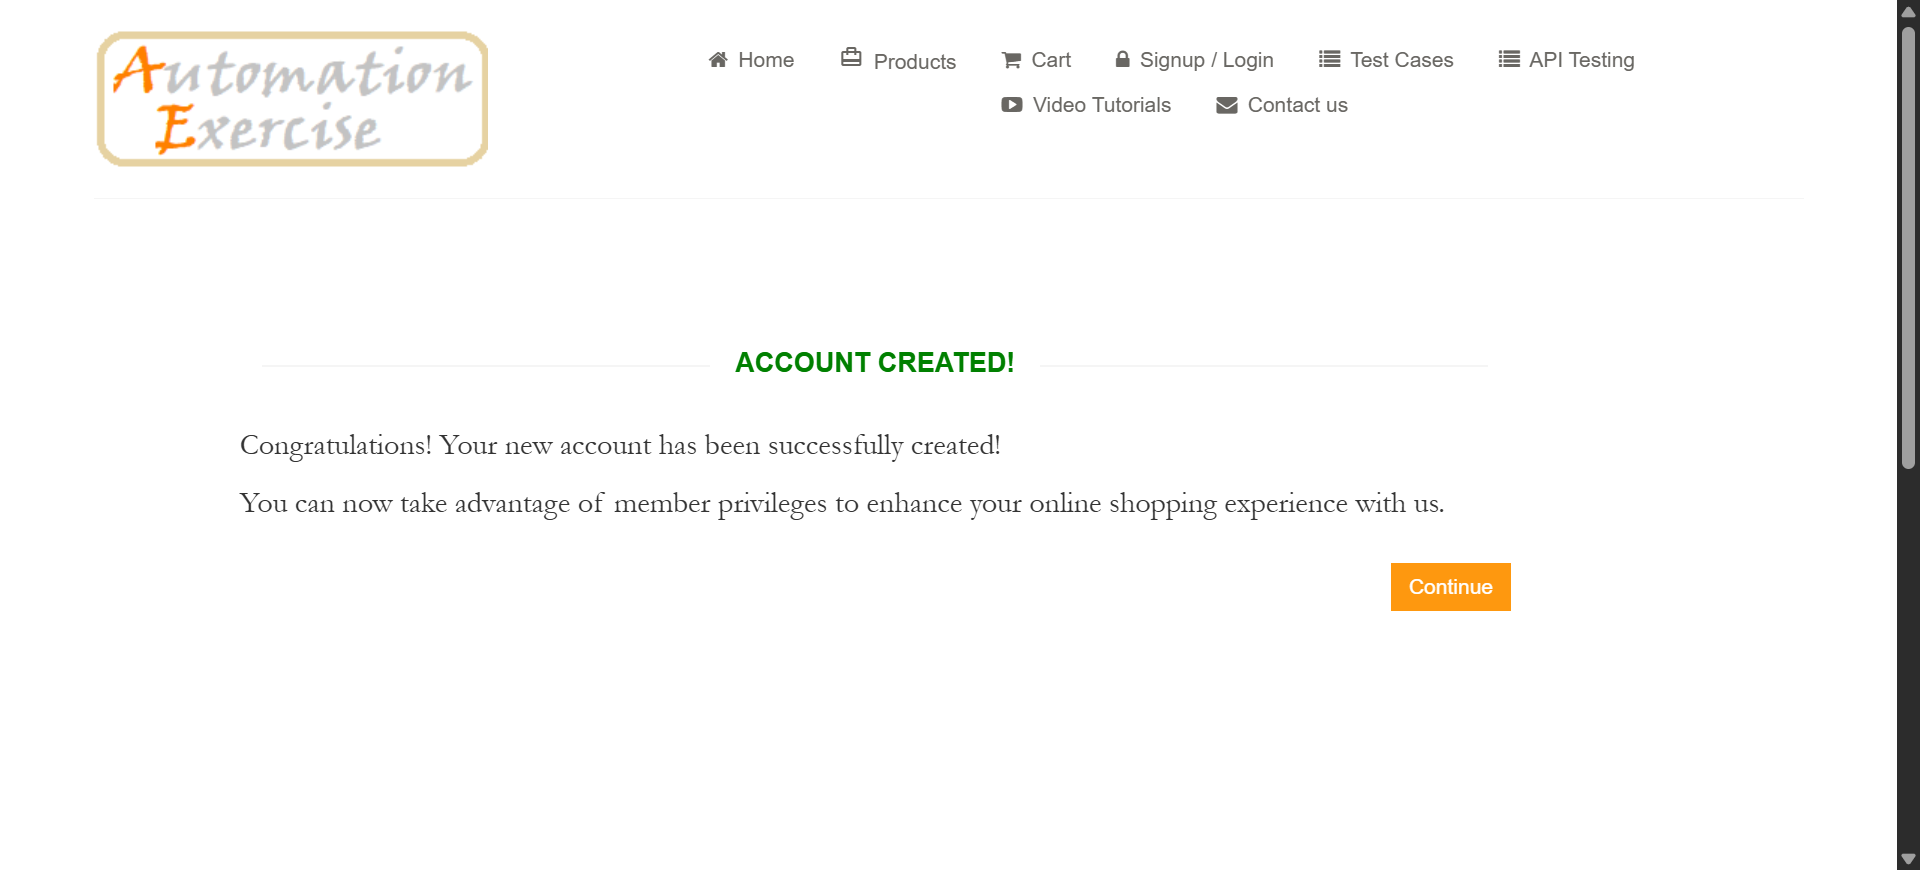 Automation
Exercise
Home Products Cart Signup / Login Test Cases API Testing
Video Tutorials Contact us
ACCOUNT CREATED!
Congratulations! Your new account has been successfully created!
You can now take advantage of member privileges to enhance your online shopping experience with us.
Continue